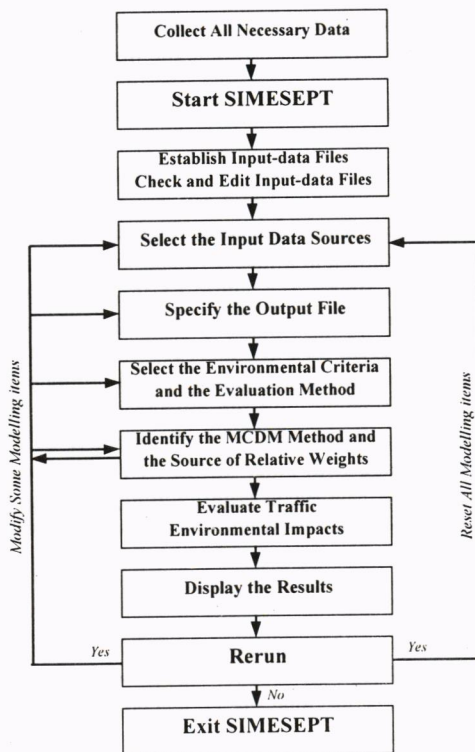 Collect All Necessary Data
Start SIMESEPT
Establish Input-data Files
Check and Edit Input-data Files
Select the Input Data Sources
Specify the Output File
Select the Environmental Criteria
and the Evaluation Method
Identify the MCDM Method and
the Source of Relative Weights
Evaluate Traffic
Environmental Impacts
Display the Results
Modify Some Modelling items
Reset All Modelling items
Yes
Rerun
Yes
No
Exit SIMESEPT